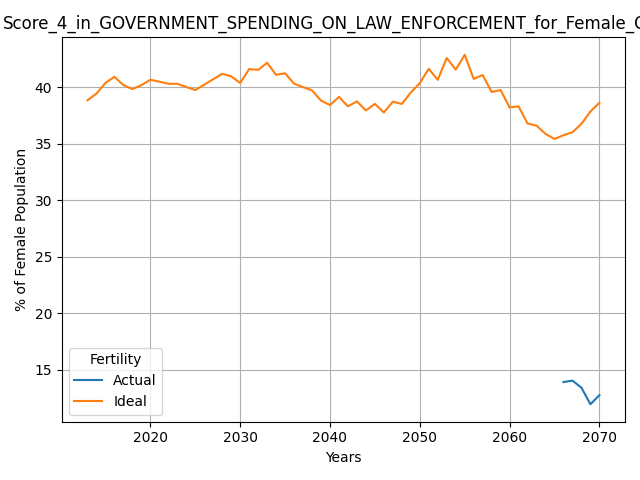 Score_4_in_GOVERNMENT_SPENDING_ON_LAW_ENFORCEMENT_for_Female_
% of Female Population
40
35
30
25
20
15
Fertility
Actual
Ideal
2020 2030 2040 2050 2060 2070
Years